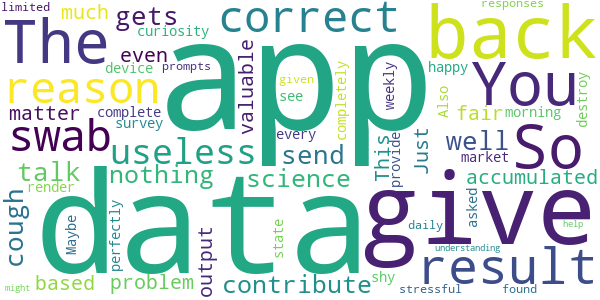 limited much gets correct responses
The curiosity back
device even prompts app given see valuable completely weekly happy
reason You
matter complete fair morning destroy
swab survey useless send every Also Just This provide well market So
talk nothing science accumulated
cough render data output give asked
Maybe perfectly state daily result
based problem contribute shy stressful found
might understanding help